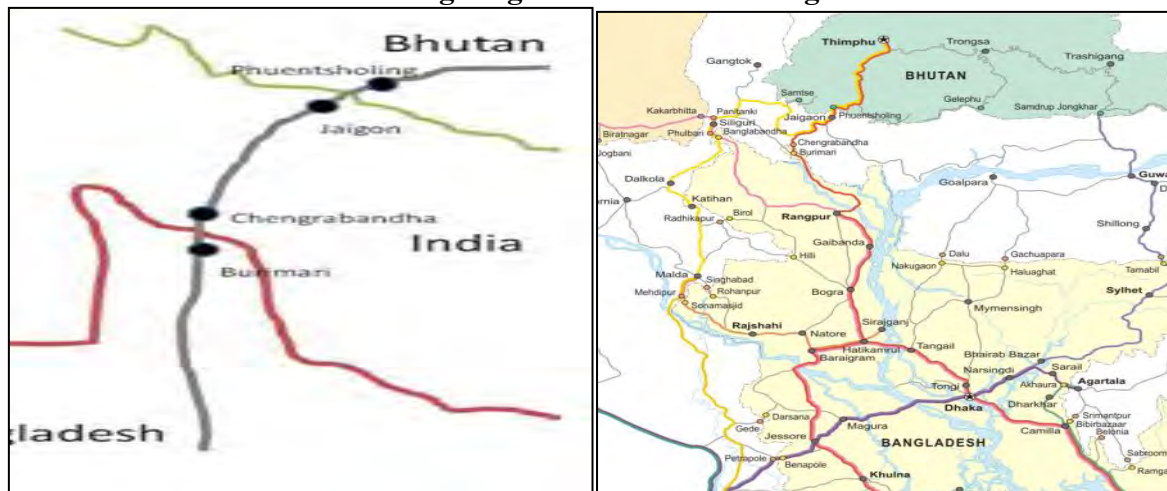 Bhutan
Phuentsholing
Jaigon
Chengrabandha
India
Burimari
gladesh
Thimphu
Trongsa
Trashigang
Gangtok
BHUTAN
Samtse
Gelephu
Samdrup Jongkhar
Kakarbhitta
Panitanki
Siliguri
Jaigaon
Phuentsholing
Biratnagar
Phulbari
Banglabandha
Jogbani
Chengrabandha
Burimari
Guwa
Dalkola
Goalpara
Katihan
Radhikapur
Birol
Rangpur
Shillong
Gaibanda
Hilli
Dalu
Gachuapara
Nakugaon
Haluaghat
Tamabil
Malda
Singhabad
Mehdipur
Rohanpur
Sonamasjid
Bogra
Mymensingh
Sylhet
Rajshahi
Natore
Sirajganj
Baraigram
Hatikamrul
Tangail
Bhairab Bazar
Narsingdi
Sarail
Tongi
Akhaura
Agartala
Dhaka
Dharkhar
Darsana
Gede
Magura
Camilla
Srimantpur
Bibirbazaar
Belonia
Jessore
BANGLADESH
Sabroom
Petrapole
Benapole
Khulna
Ramga